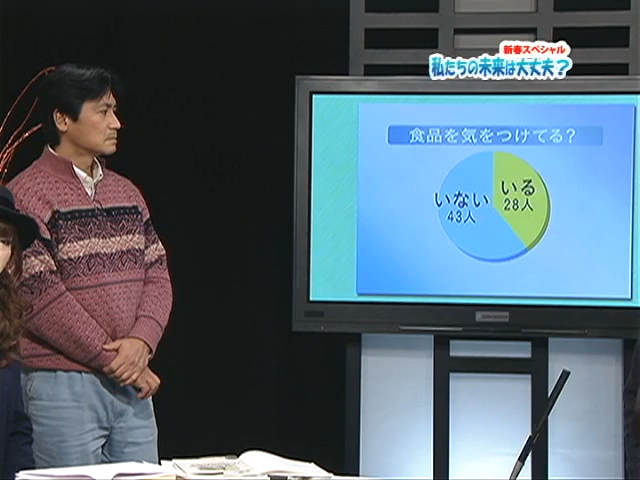 新春スペシャル
私たちの未来は大丈夫？
食品を気をつけてる？
いない
43人
いる
28人